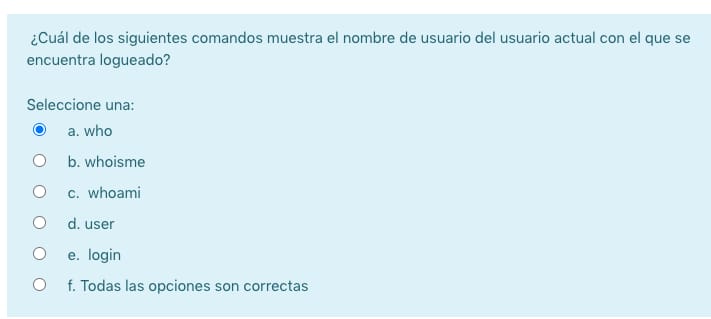 ¿Cuál de los siguientes comandos muestra el nombre de usuario del usuario actual con el que se
encuentra logueado?
Seleccione una:
a. who
b. whoisme
c. whoami
d. user
e. login
f. Todas las opciones son correctas